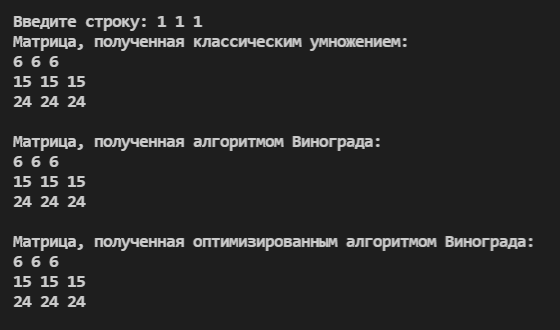 Введите строку: 1 1 1
Матрица, полученная классическим умножением:
6 6 6
15 15 15
24 24 24
Матрица, полученная алгоритмом Винограда:
6 6 6
15 15 15
24 24 24
Матрица, полученная оптимизированным алгоритмом Винограда:
6 6 6
15 15 15
24 24 24